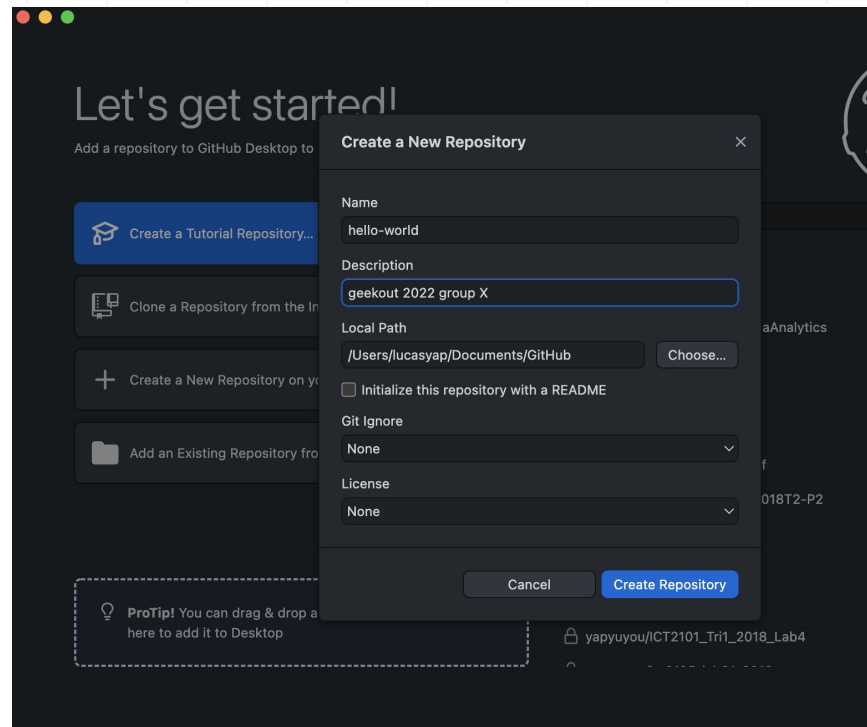 Let's get started!
Add a repository to GitHub Desktop to
Create a Tutorial Repository...
Clone a Repository from the In
Create a New Repository on yo
Add an Existing Repository fro
ProTip! You can drag & drop a
here to add it to Desktop
Create a New Repository
Name
hello-world
Description
geekout 2022 group X
Local Path
/Users/lucasyap/Documents/GitHub
Choose...
Initialize this repository with a README
Git Ignore
None
License
None
Cancel
Create Repository
aAnalytics
f
018T2-P2
yapyuyou/ICT2101_Tri1_2018_Lab4